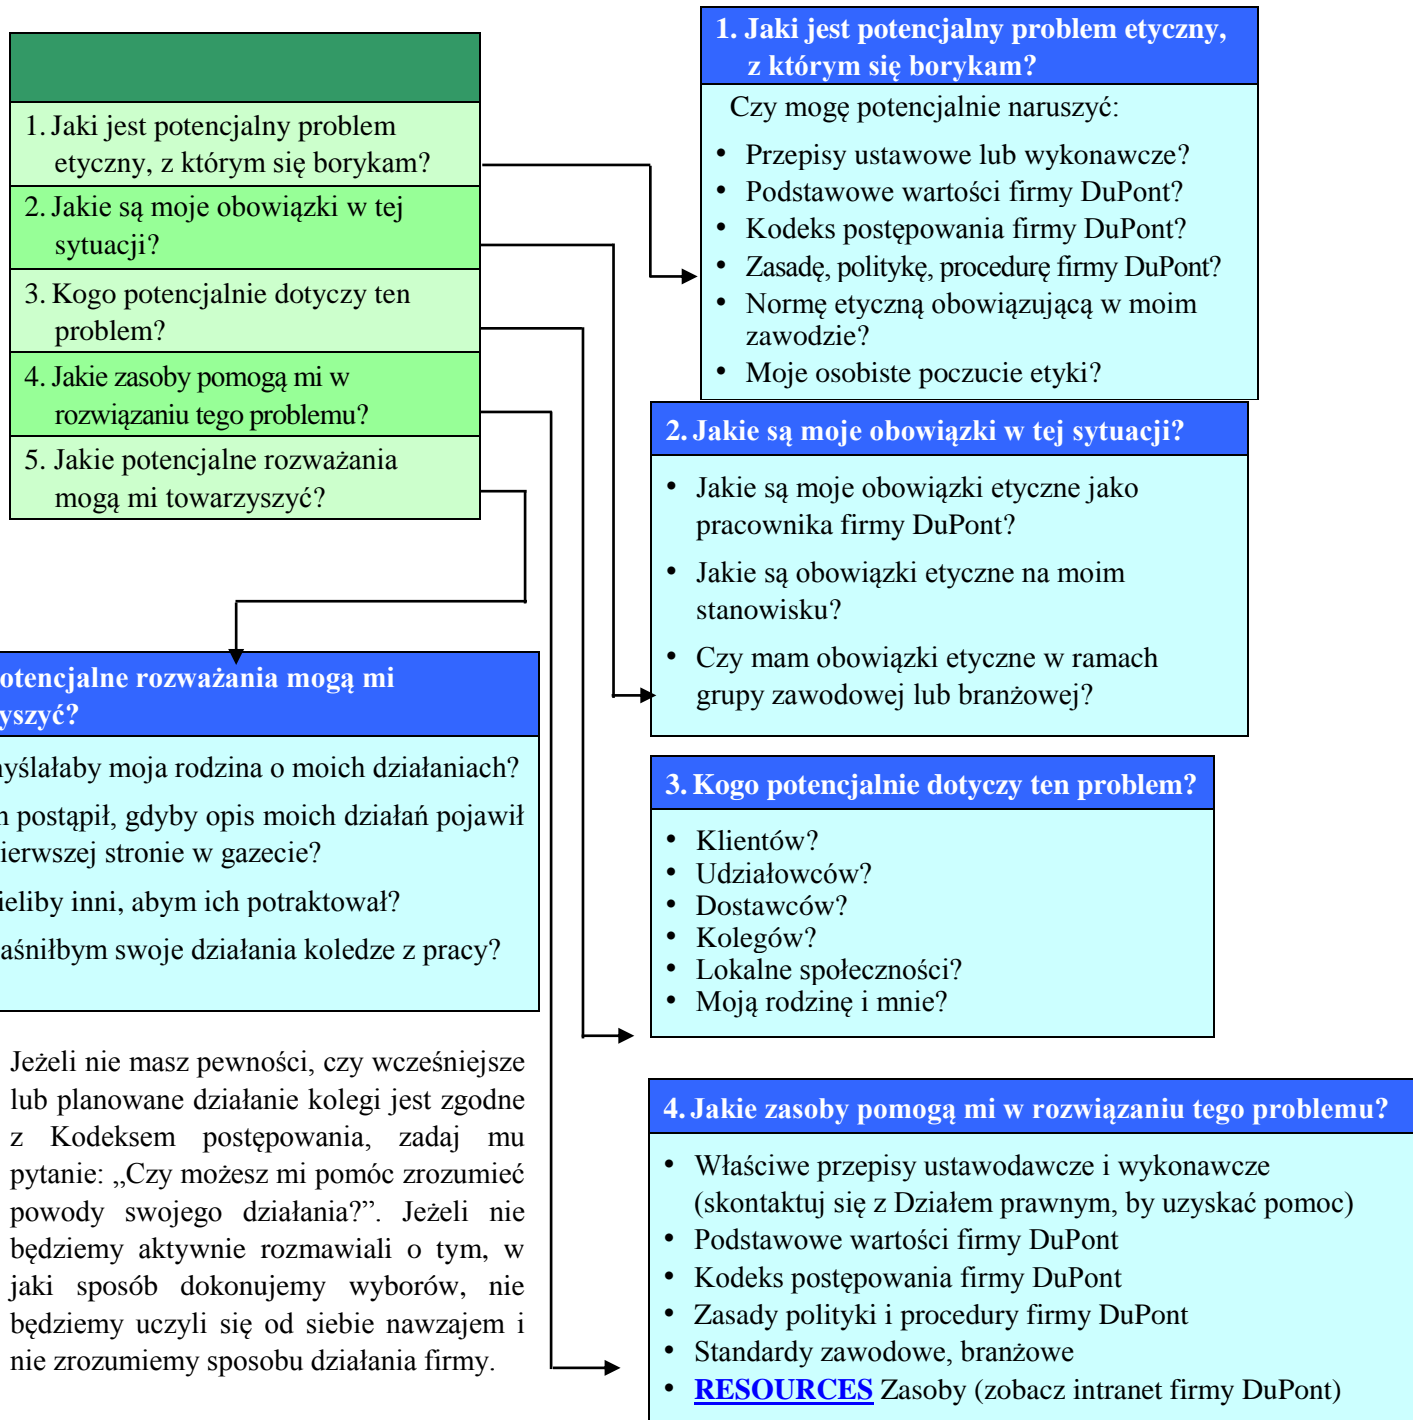 1. Jaki jest potencjalny problem
etyczny, z którym się borykam?
2. Jakie są moje obowiązki w tej
sytuacji?
3. Kogo potencjalnie dotyczy ten
problem?
4. Jakie zasoby pomogą mi w
rozwiązaniu tego problemu?
5. Jakie potencjalne rozważania
mogą mi towarzyszyć?
1. Jaki jest potencjalny problem etyczny,
z którym się borykam?
Czy mogę potencjalnie naruszyć:
• Przepisy ustawowe lub wykonawcze?
• Podstawowe wartości firmy DuPont?
• Kodeks postępowania firmy DuPont?
• Zasadę, politykę, procedurę firmy DuPont?
• Normę etyczną obowiązującą w moim
zawodzie?
• Moje osobiste poczucie etyki?
2. Jakie są moje obowiązki w tej sytuacji?
• Jakie są moje obowiązki etyczne jako
pracownika firmy DuPont?
• Jakie są obowiązki etyczne na moim
stanowisku?
• Czy mam obowiązki etyczne w ramach
grupy zawodowej lub branżowej?
3. Kogo potencjalnie dotyczy ten problem?
• Klientów?
• Udziałowców?
• Dostawców?
• Kolegów?
• Lokalne społeczności?
• Moją rodzinę i mnie?
4. Jakie zasoby pomogą mi w rozwiązaniu tego problemu?
• Właściwe przepisy ustawodawcze i wykonawcze
(skontaktuj się z Działem prawnym, by uzyskać pomoc)
• Podstawowe wartości firmy DuPont
• Kodeks postępowania firmy DuPont
• Zasady polityki i procedury firmy DuPont
• Standardy zawodowe, branżowe
• RESOURCES Zasoby (zobacz intranet firmy DuPont)
otencjalne rozważania mogą mi
yszyć?
yślałaby moja rodzina o moich działaniach?
postąpił, gdyby opis moich działań pojawił
ierwszej stronie w gazecie?
ieliby inni, abym ich potraktował?
aśniłbym swoje działania koledze z pracy?
Jeżeli nie masz pewności, czy wcześniejsze
lub planowane działanie kolegi jest zgodne
z Kodeksem postępowania, zadaj mu
pytanie: „Czy możesz mi pomóc zrozumieć
powody swojego działania?”. Jeżeli nie
będziemy aktywnie rozmawiali o tym, w
jaki sposób dokonujemy wyborów, nie
będziemy uczyli się od siebie nawzajem i
nie zrozumiemy sposobu działania firmy.